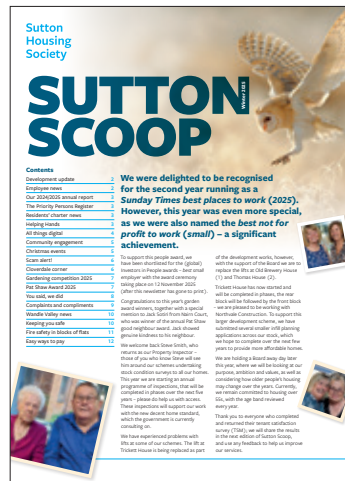 Sutton
Housing
Society
SUTTON
SCOOP
Winter 2025
Contents
Development update 2
Employee news 2
Our 2024/2025 annual report 3
The Priority Persons Register 3
Residents' charter news 3
Helping Hands 3
All things digital 4
Community engagement 5
Christmas events 5
Scam alert! 6
Cloverdale corner 6
Gardening competition 2025 7
Pat Shaw Award 2025 7
You said, we did 8
Complaints and compliments 9
Wandle Valley news 10
Keeping you safe 10
Fire safety in blocks of flats 11
Easy ways to pay 12
We were delighted to be recognised
for the second year running as a
Sunday Times best places to work (2025).
However, this year was even more special,
as we were also named the best not for
profit to work (small) – a significant
achievement.
To support this people award, we
have been shortlisted for the (global)
Investors in People awards – best small
employer with the award ceremony
taking place on 12 November 2025
(after this newsletter has gone to print).
Congratulations to this year's garden
award winners, together with a special
mention to Jack Satiri from Nairn Court,
who was winner of the annual Pat Shaw
good neighbour award. Jack showed
genuine kindness to his neighbour.
We welcome back Steve Smith, who
returns as our Property Inspector –
those of you who know Steve will see
him around our schemes undertaking
stock condition surveys to all our homes.
This year we are starting an annual
programme of inspections, that will be
completed in phases over the next five
years – please do help us with access.
These inspections will support our work
with the new decent home standard,
which the government is currently
consulting on.
We have experienced problems with
lifts at some of our schemes. The lift at
Trickett House is being replaced as part
of the development works, however,
with the support of the Board we are to
replace the lifts at Old Brewery House
(1) and Thomas House (2).
Trickett House has now started and
will be completed in phases, the rear
block will be followed by the front block
– we are pleased to be working with
Northvale Construction. To support this
larger development scheme, we have
submitted several smaller infill planning
applications across our stock, which
we hope to complete over the next few
years to provide more affordable homes.
We are holding a Board away day later
this year, where we will be looking at our
purpose, ambition and values, as well as
considering how older people's housing
may change over the years. Currently,
we remain committed to housing over
55s, with the age band reviewed
every year.
Thank you to everyone who completed
and returned their tenant satisfaction
survey (TSM); we will share the results
in the next edition of Sutton Scoop,
and use any feedback to help us improve
our services.